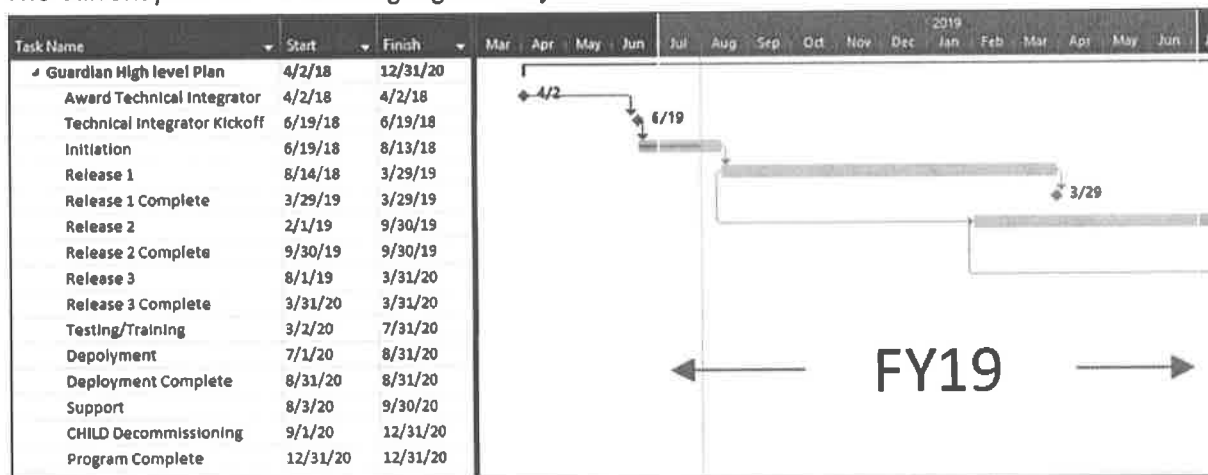 2019
Task Name Start Finish Mar Apr May Jun Jul Aug Sep Oct Nov Dec Jan Feb Mar Apr May Jun
Guardian High level Plan 4/2/18 12/31/20
Award Technical Integrator 4/2/18 4/2/18 4/2
Technical Integrator Kickoff 6/19/18 6/19/18 6/19
Initiation 6/19/18 8/13/18
Release 1 8/14/18 3/29/19
Release 1 Complete 3/29/19 3/29/19 3/29
Release 2 2/1/19 9/30/19
Release 2 Complete 9/30/19 9/30/19
Release 3 8/1/19 3/31/20
Release 3 Complete 3/31/20 3/31/20
Testing/Training 3/2/20 7/31/20
Depolyment 7/1/20 8/31/20
Deployment Complete 8/31/20 8/31/20
Support 8/3/20 9/30/20
CHILD Decommissioning 9/1/20 12/31/20
Program Complete 12/31/20 12/31/20
FY19